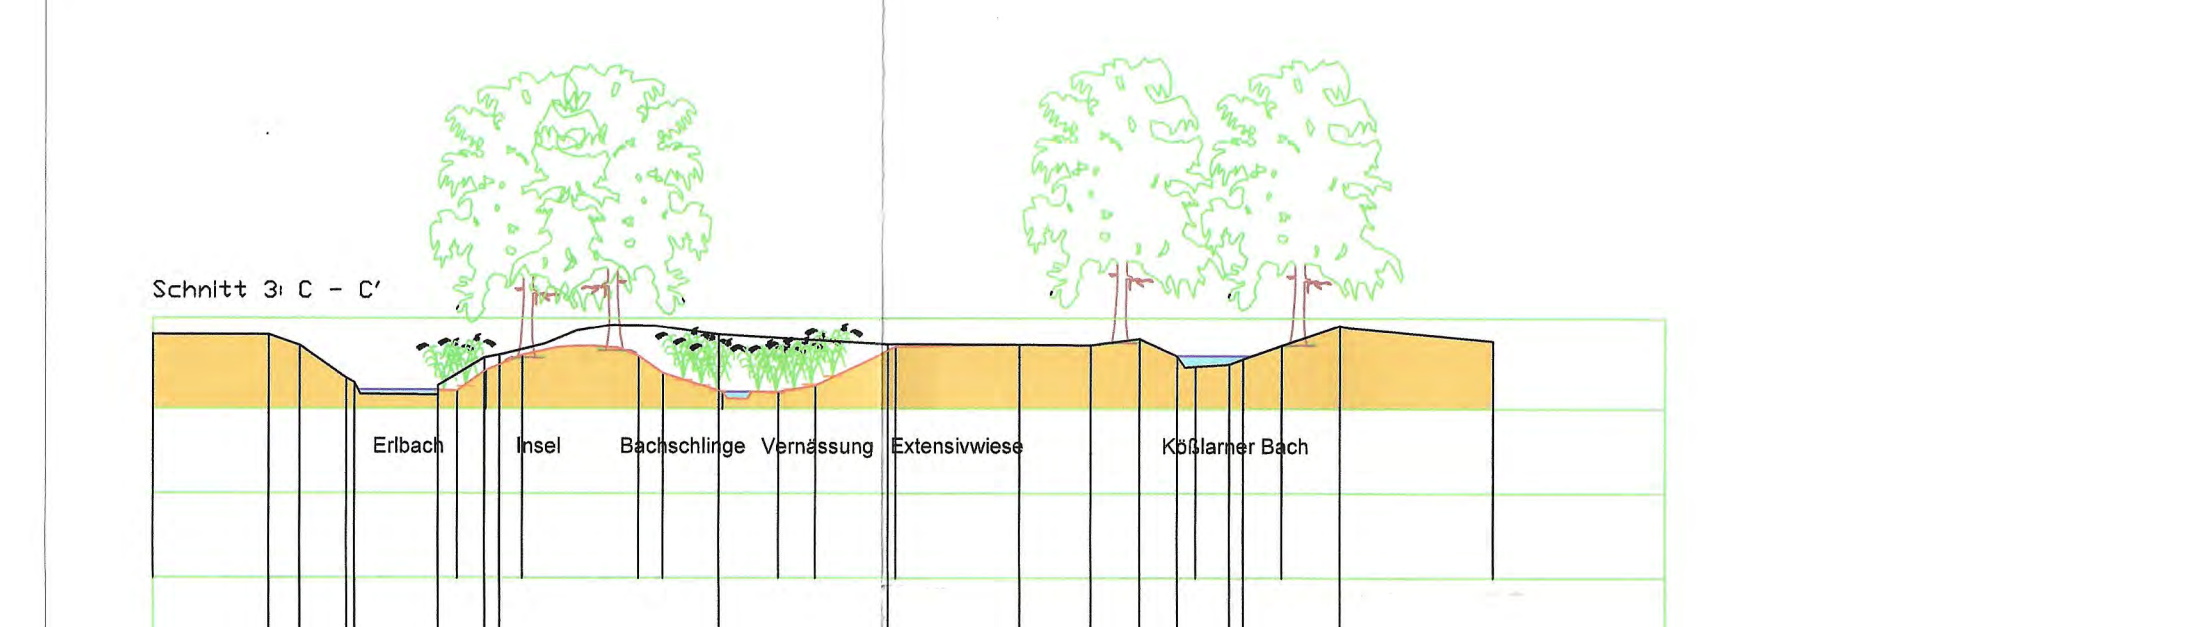 Schnitt 3: C - C'
Erlbach Insel Bachschlinge Vernässung Extensivwiese Kößlarner Bach